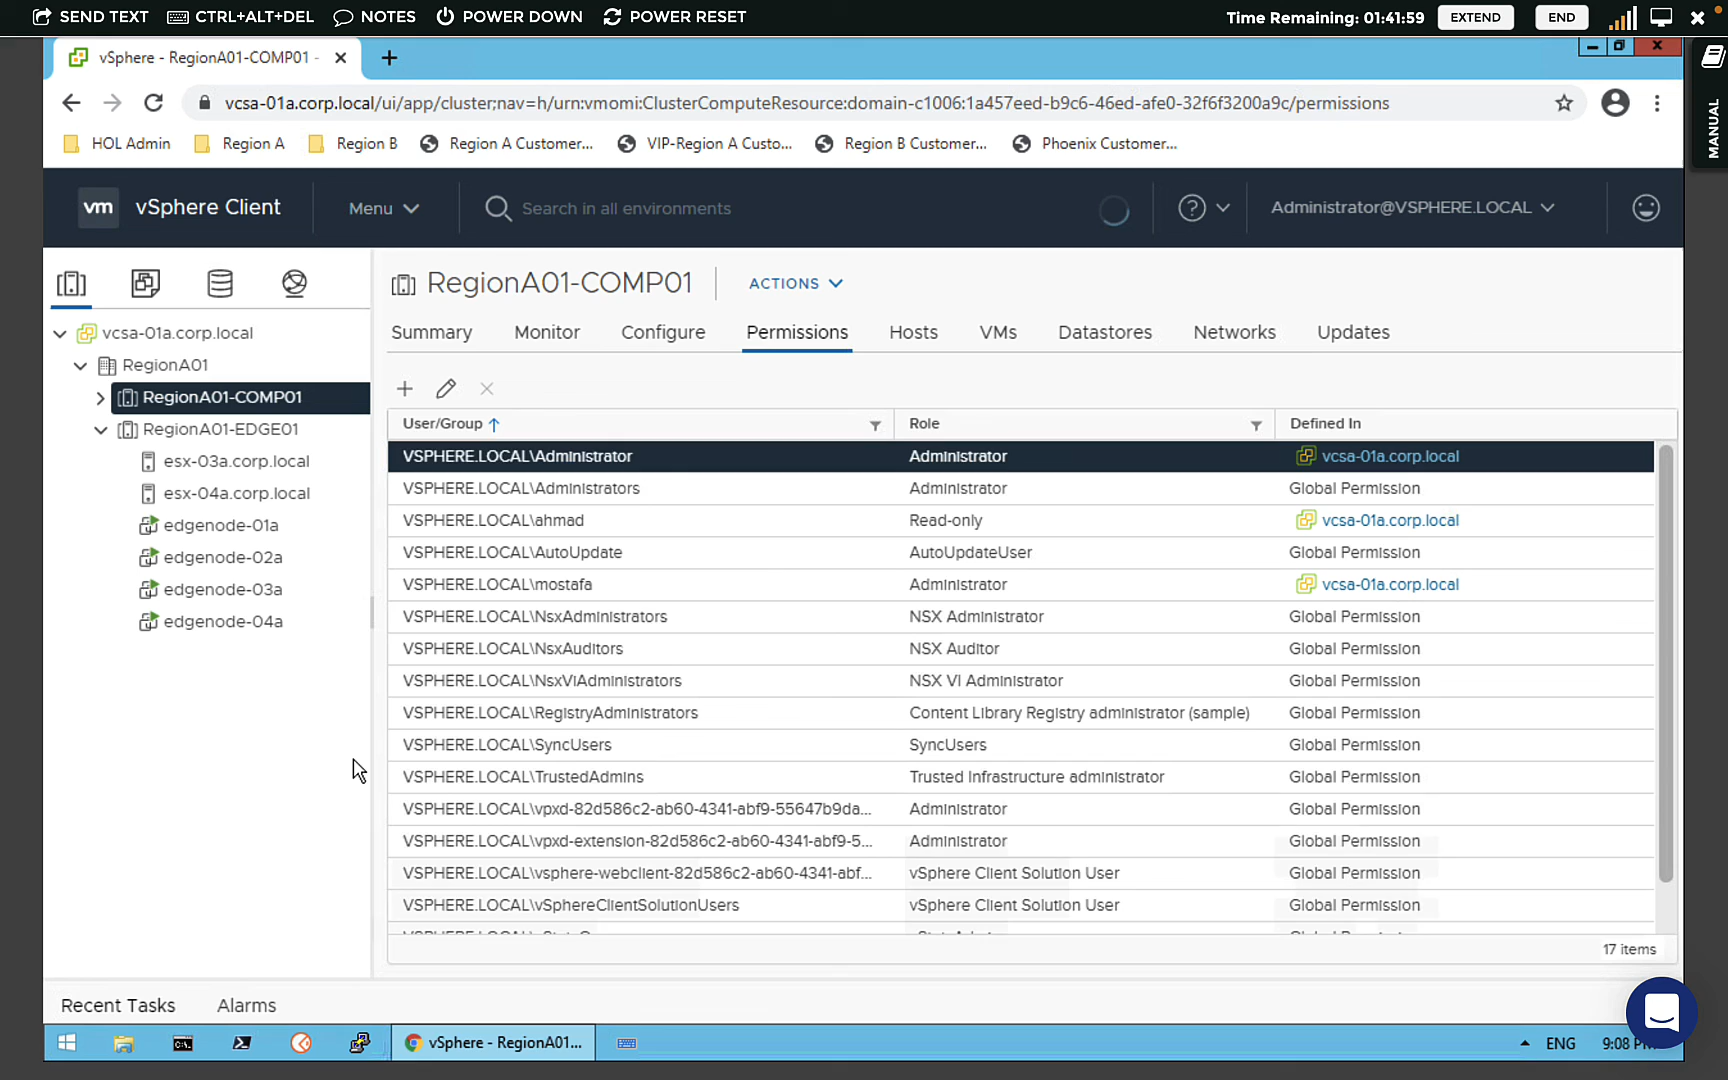 SEND TEXT CTRL+ALT+DEL NOTES POWER DOWN POWER RESET Time Remaining: 01:41:59 EXTEND END
MANUAL
vSphere - RegionA01-COMP01 -
vcsa-01a.corp.local/ui/app/cluster;nav=h/urn:vmomi:ClusterComputeResource:domain-c1006:1a457eed-b9c6-46ed-afe0-32f6f3200a9c/permissions
HOL Admin Region A Region B Region A Customer... VIP-Region A Custo... Region B Customer... Phoenix Customer...
vm vSphere Client Menu Search in all environments Administrator@VSPHERE.LOCAL
RegionA01-COMP01 ACTIONS
Summary Monitor Configure Permissions Hosts VMs Datastores Networks Updates
vcsa-01a.corp.local
RegionA01
RegionA01-COMP01
RegionA01-EDGE01
esx-03a.corp.local
esx-04a.corp.local
edgenode-01a
edgenode-02a
edgenode-03a
edgenode-04a
User/Group Role Defined In
VSPHERE.LOCAL\Administrator Administrator vcsa-01a.corp.local
VSPHERE.LOCAL\Administrators Administrator Global Permission
VSPHERE.LOCAL\ahmad Read-only vcsa-01a.corp.local
VSPHERE.LOCAL\AutoUpdate AutoUpdateUser Global Permission
VSPHERE.LOCAL\mostafa Administrator vcsa-01a.corp.local
VSPHERE.LOCAL\NsxAdministrators NSX Administrator Global Permission
VSPHERE.LOCAL\NsxAuditors NSX Auditor Global Permission
VSPHERE.LOCAL\NsxViAdministrators NSX VI Administrator Global Permission
VSPHERE.LOCAL\RegistryAdministrators Content Library Registry administrator (sample) Global Permission
VSPHERE.LOCAL\SyncUsers SyncUsers Global Permission
VSPHERE.LOCAL\TrustedAdmins Trusted Infrastructure administrator Global Permission
VSPHERE.LOCAL\vpxd-82d586c2-ab60-4341-abf9-55647b9da... Administrator Global Permission
VSPHERE.LOCAL\vpxd-extension-82d586c2-ab60-4341-abf9-5... Administrator Global Permission
VSPHERE.LOCAL\vsphere-webclient-82d586c2-ab60-4341-abf... vSphere Client Solution User Global Permission
VSPHERE.LOCAL\vSphereClientSolutionUsers vSphere Client Solution User Global Permission
17 items
Recent Tasks Alarms
vSphere - RegionA01... ENG 9:08